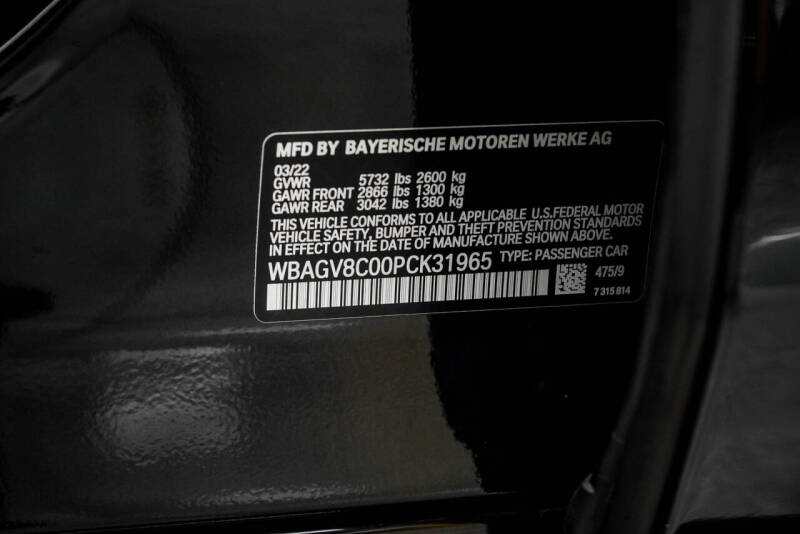 MFD BY BAYERISCHE MOTOREN WERKE AG
03/22
GVWR 5732 lbs 2600 kg
GAWR FRONT 2866 lbs 1300 kg
GAWR REAR 3042 lbs 1380 kg
THIS VEHICLE CONFORMS TO ALL APPLICABLE U.S.FEDERAL MOTOR
VEHICLE SAFETY, BUMPER AND THEFT PREVENTION STANDARDS
IN EFFECT ON THE DATE OF MANUFACTURE SHOWN ABOVE.
WBAGV8C00PCK31965 TYPE: PASSENGER CAR
475/9
7 315 814